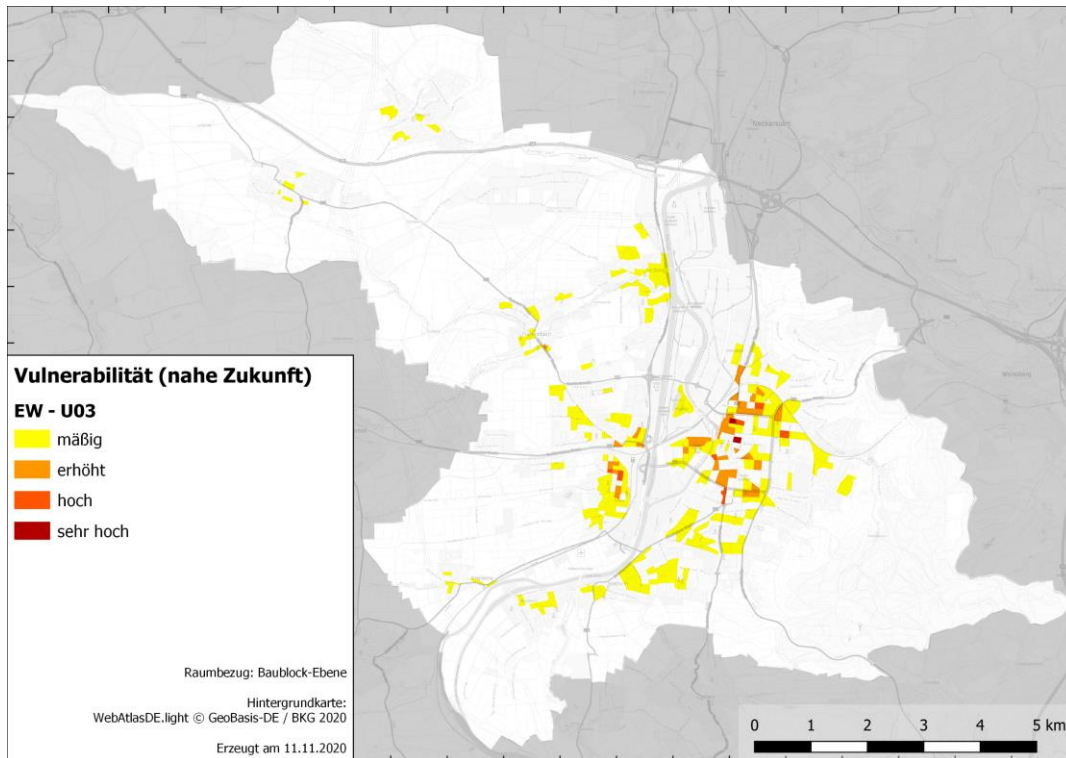 Neckarsulm
Vulnerabilität (nahe Zukunft)
EW - U03
mäßig
erhöht
hoch
sehr hoch
Raumbezug: Baublock-Ebene
Hintergrundkarte:
WebAtlasDE.light © GeoBasis-DE / BKG 2020
Erzeugt am 11.11.2020
0 1 2 3 4 5 km